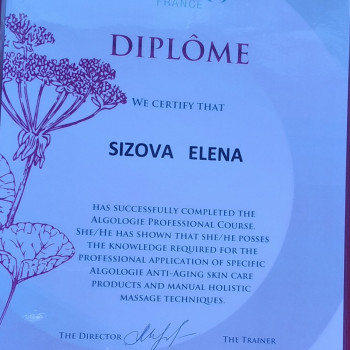 FRANCE
DIPLÔME
WE CERTIFY THAT
SIZOVA ELENA
HAS SUCCESSFULLY COMPLETED THE
ALGOLOGIE PROFESSIONAL COURSE.
SHE/HE HAS SHOWN THAT SHE/HE POSSES
THE KNOWLEDGE REQUIRED FOR THE
PROFESSIONAL APPLICATION OF SPECIFIC
ALGOLOGIE ANTI-AGING SKIN CARE
PRODUCTS AND MANUAL HOLISTIC
MASSAGE TECHNIQUES.
THE DIRECTOR THE TRAINER